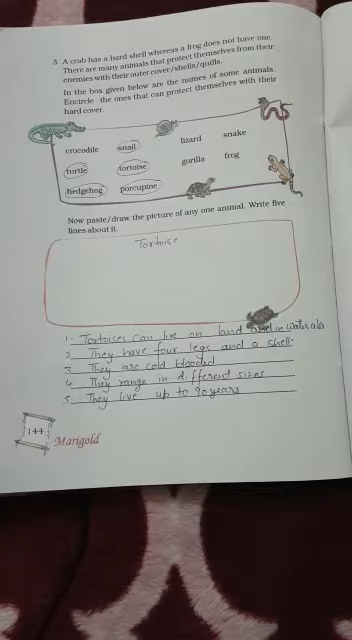 3. A crab has a hard shell whereas a frog does not have one.
There are many animals that protect themselves from their
enemies with their outer cover/shells/quills.
In the box given below are the names of some animals.
Encircle the ones that can protect themselves with their
hard cover.
crocodile snail lizard snake
turtle tortoise gorilla frog
hedgehog porcupine
Now paste/draw the picture of any one animal. Write five
lines about it.
Tortoise
1. Tortoises can live on land and in water also
2. They have four legs and a shell.
3. They are cold blooded
4. They range in different sizes
5. They live up to 90 years
144
Marigold